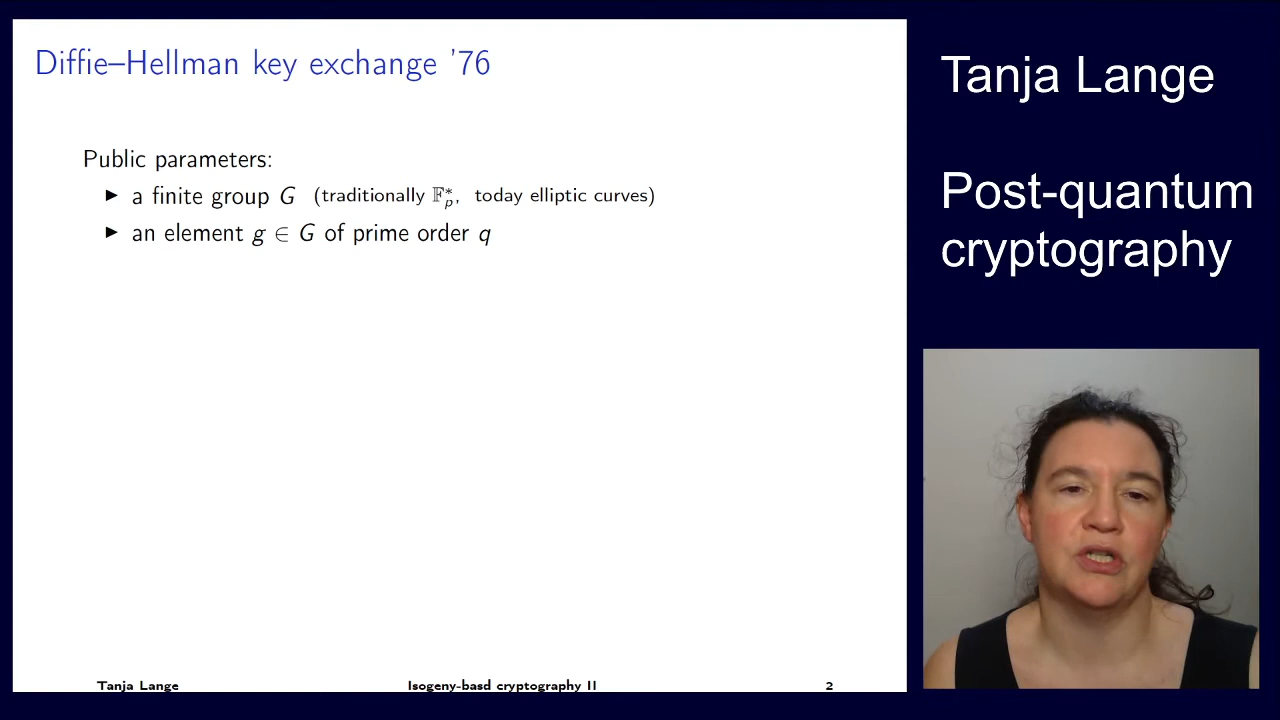 Diffie–Hellman key exchange ’76
Public parameters:
▶ a finite group G (traditionally 𝔽*ₚ, today elliptic curves)
▶ an element g ∈ G of prime order q
Tanja Lange
Isogeny-basd cryptography II
2
Tanja Lange
Post-quantum
cryptography